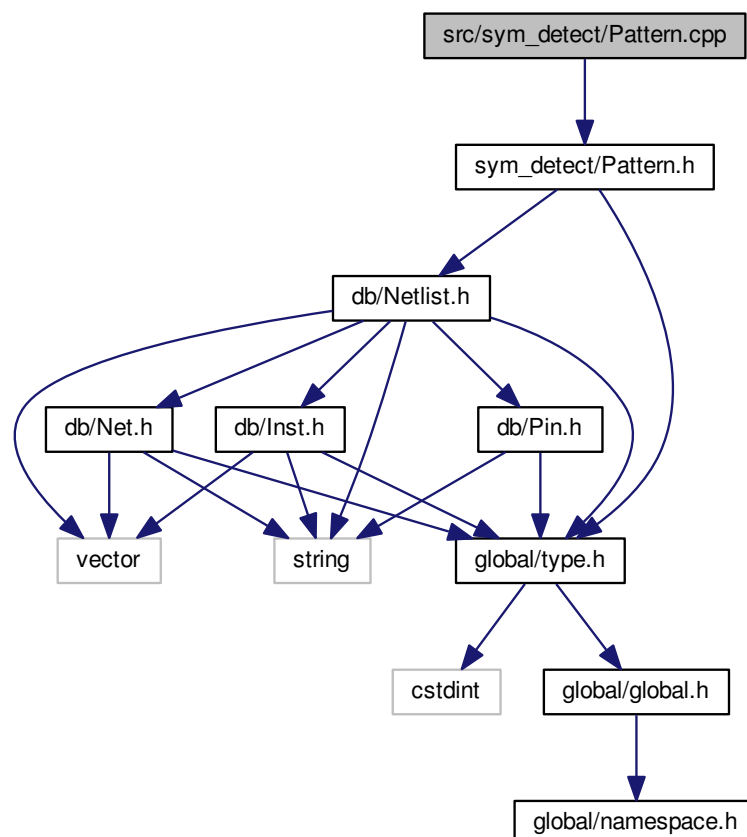 src/sym_detect/Pattern.cpp
sym_detect/Pattern.h
db/Netlist.h
db/Net.h
db/Inst.h
db/Pin.h
vector
string
global/type.h
cstdint
global/global.h
global/namespace.h